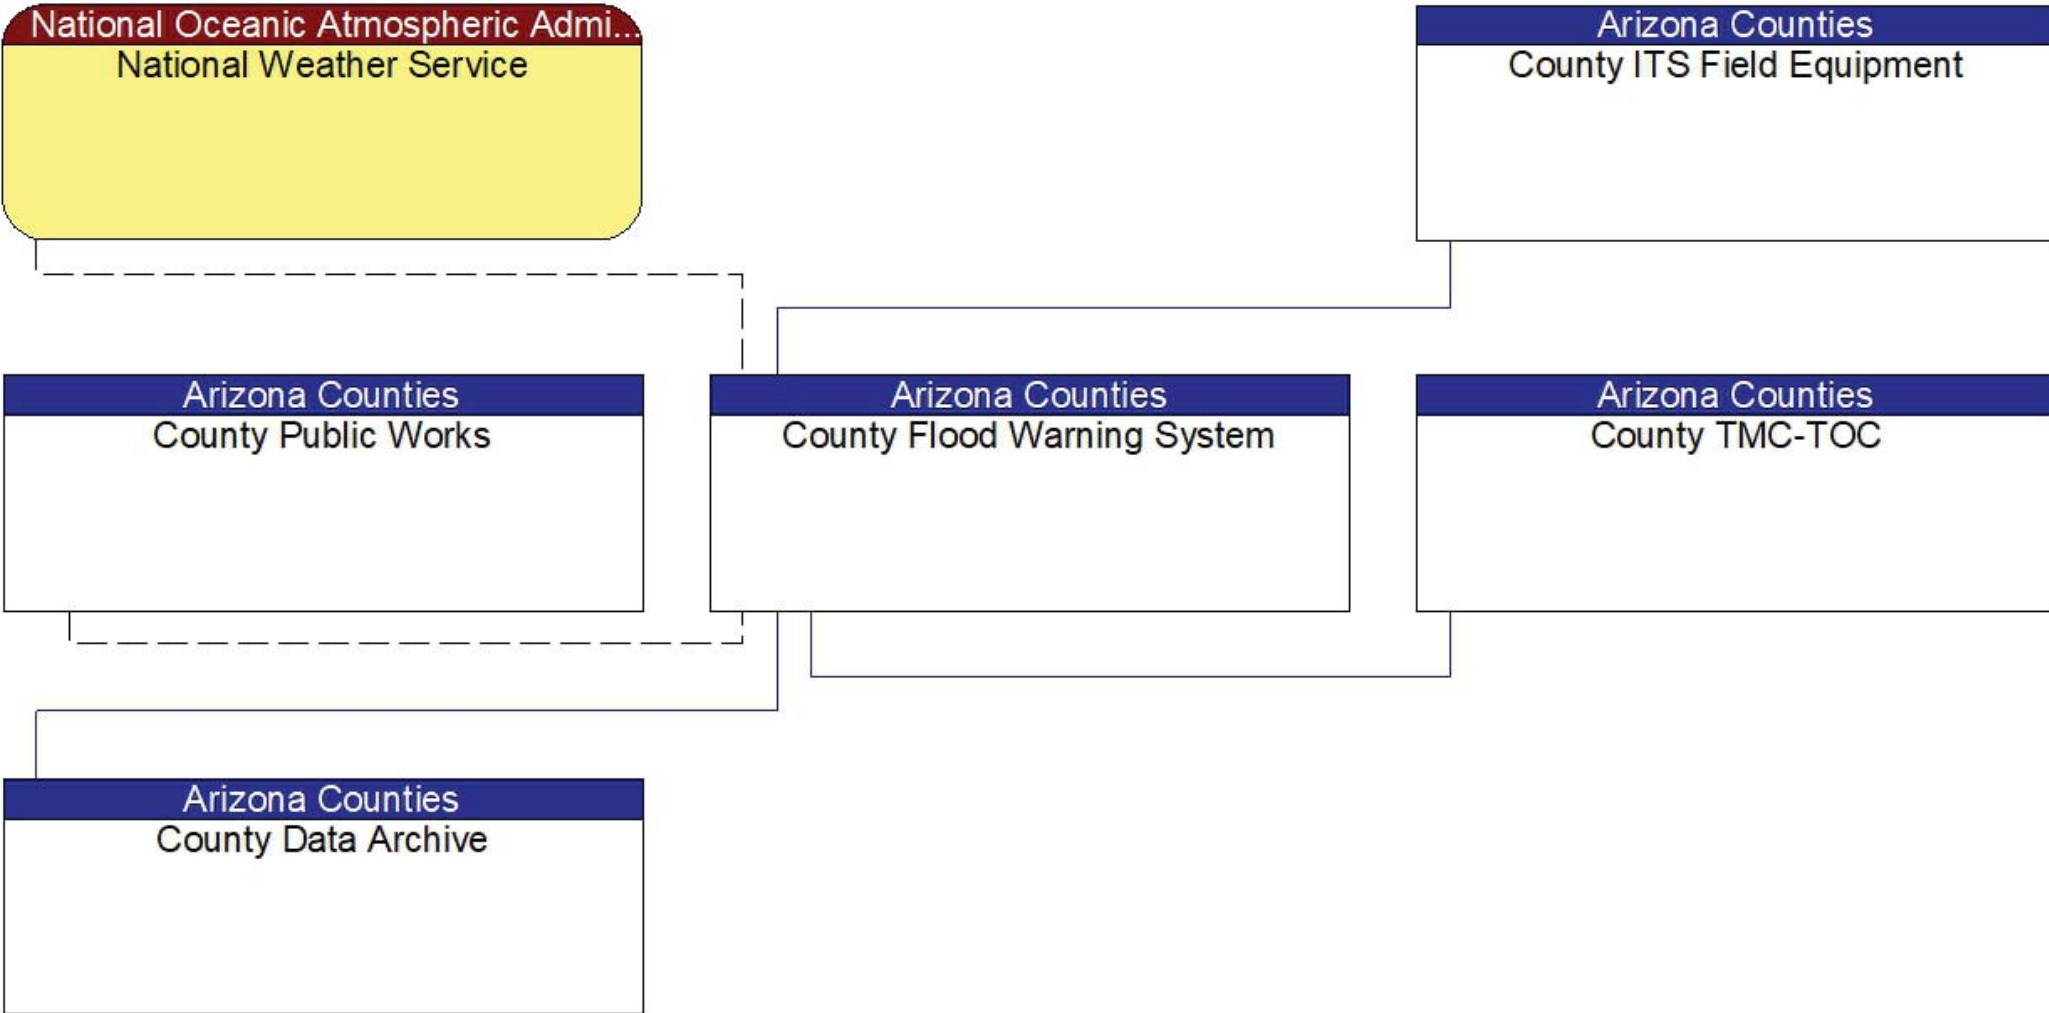 National Oceanic Atmospheric Admi...
National Weather Service
Arizona Counties
County ITS Field Equipment
Arizona Counties
County Public Works
Arizona Counties
County Flood Warning System
Arizona Counties
County TMC-TOC
Arizona Counties
County Data Archive